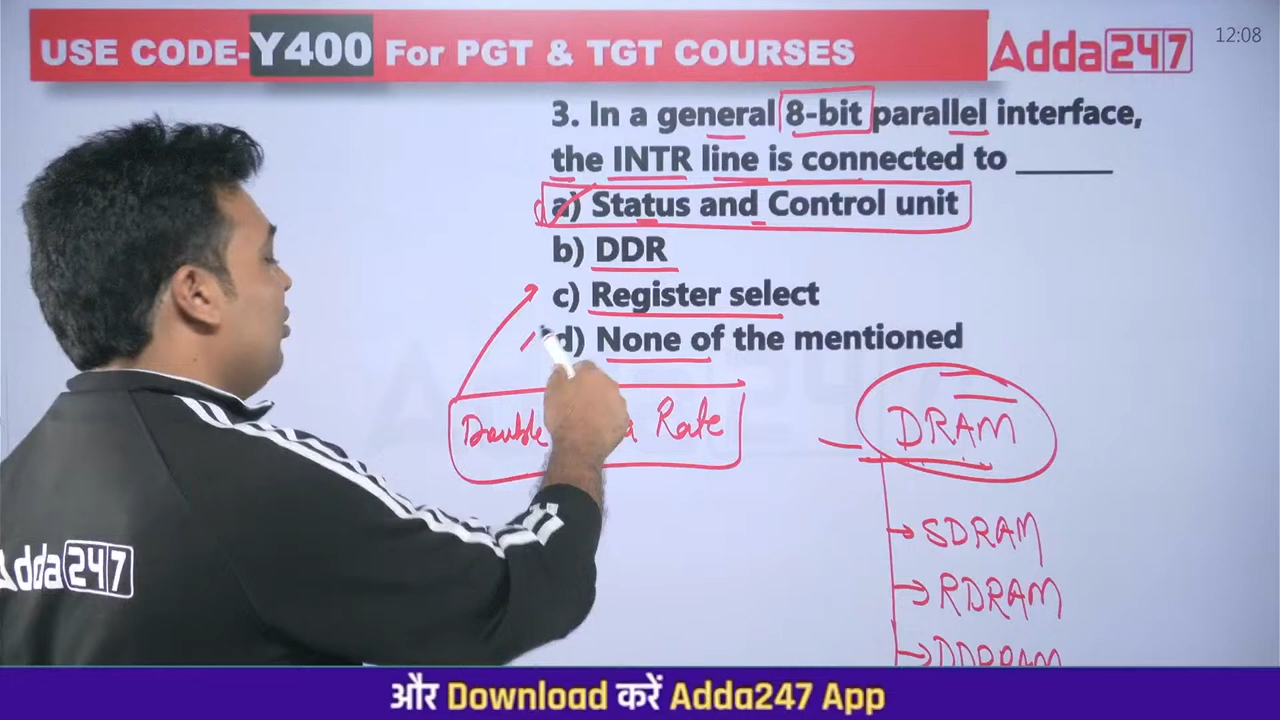 USE CODE-Y400 For PGT & TGT COURSES
Adda247
12:08
3. In a general 8-bit parallel interface,
the INTR line is connected to ______
a) Status and Control unit
b) DDR
c) Register select
d) None of the mentioned
Double Rate
DRAM
SDRAM
RDRAM
Adda247
और Download करें Adda247 App